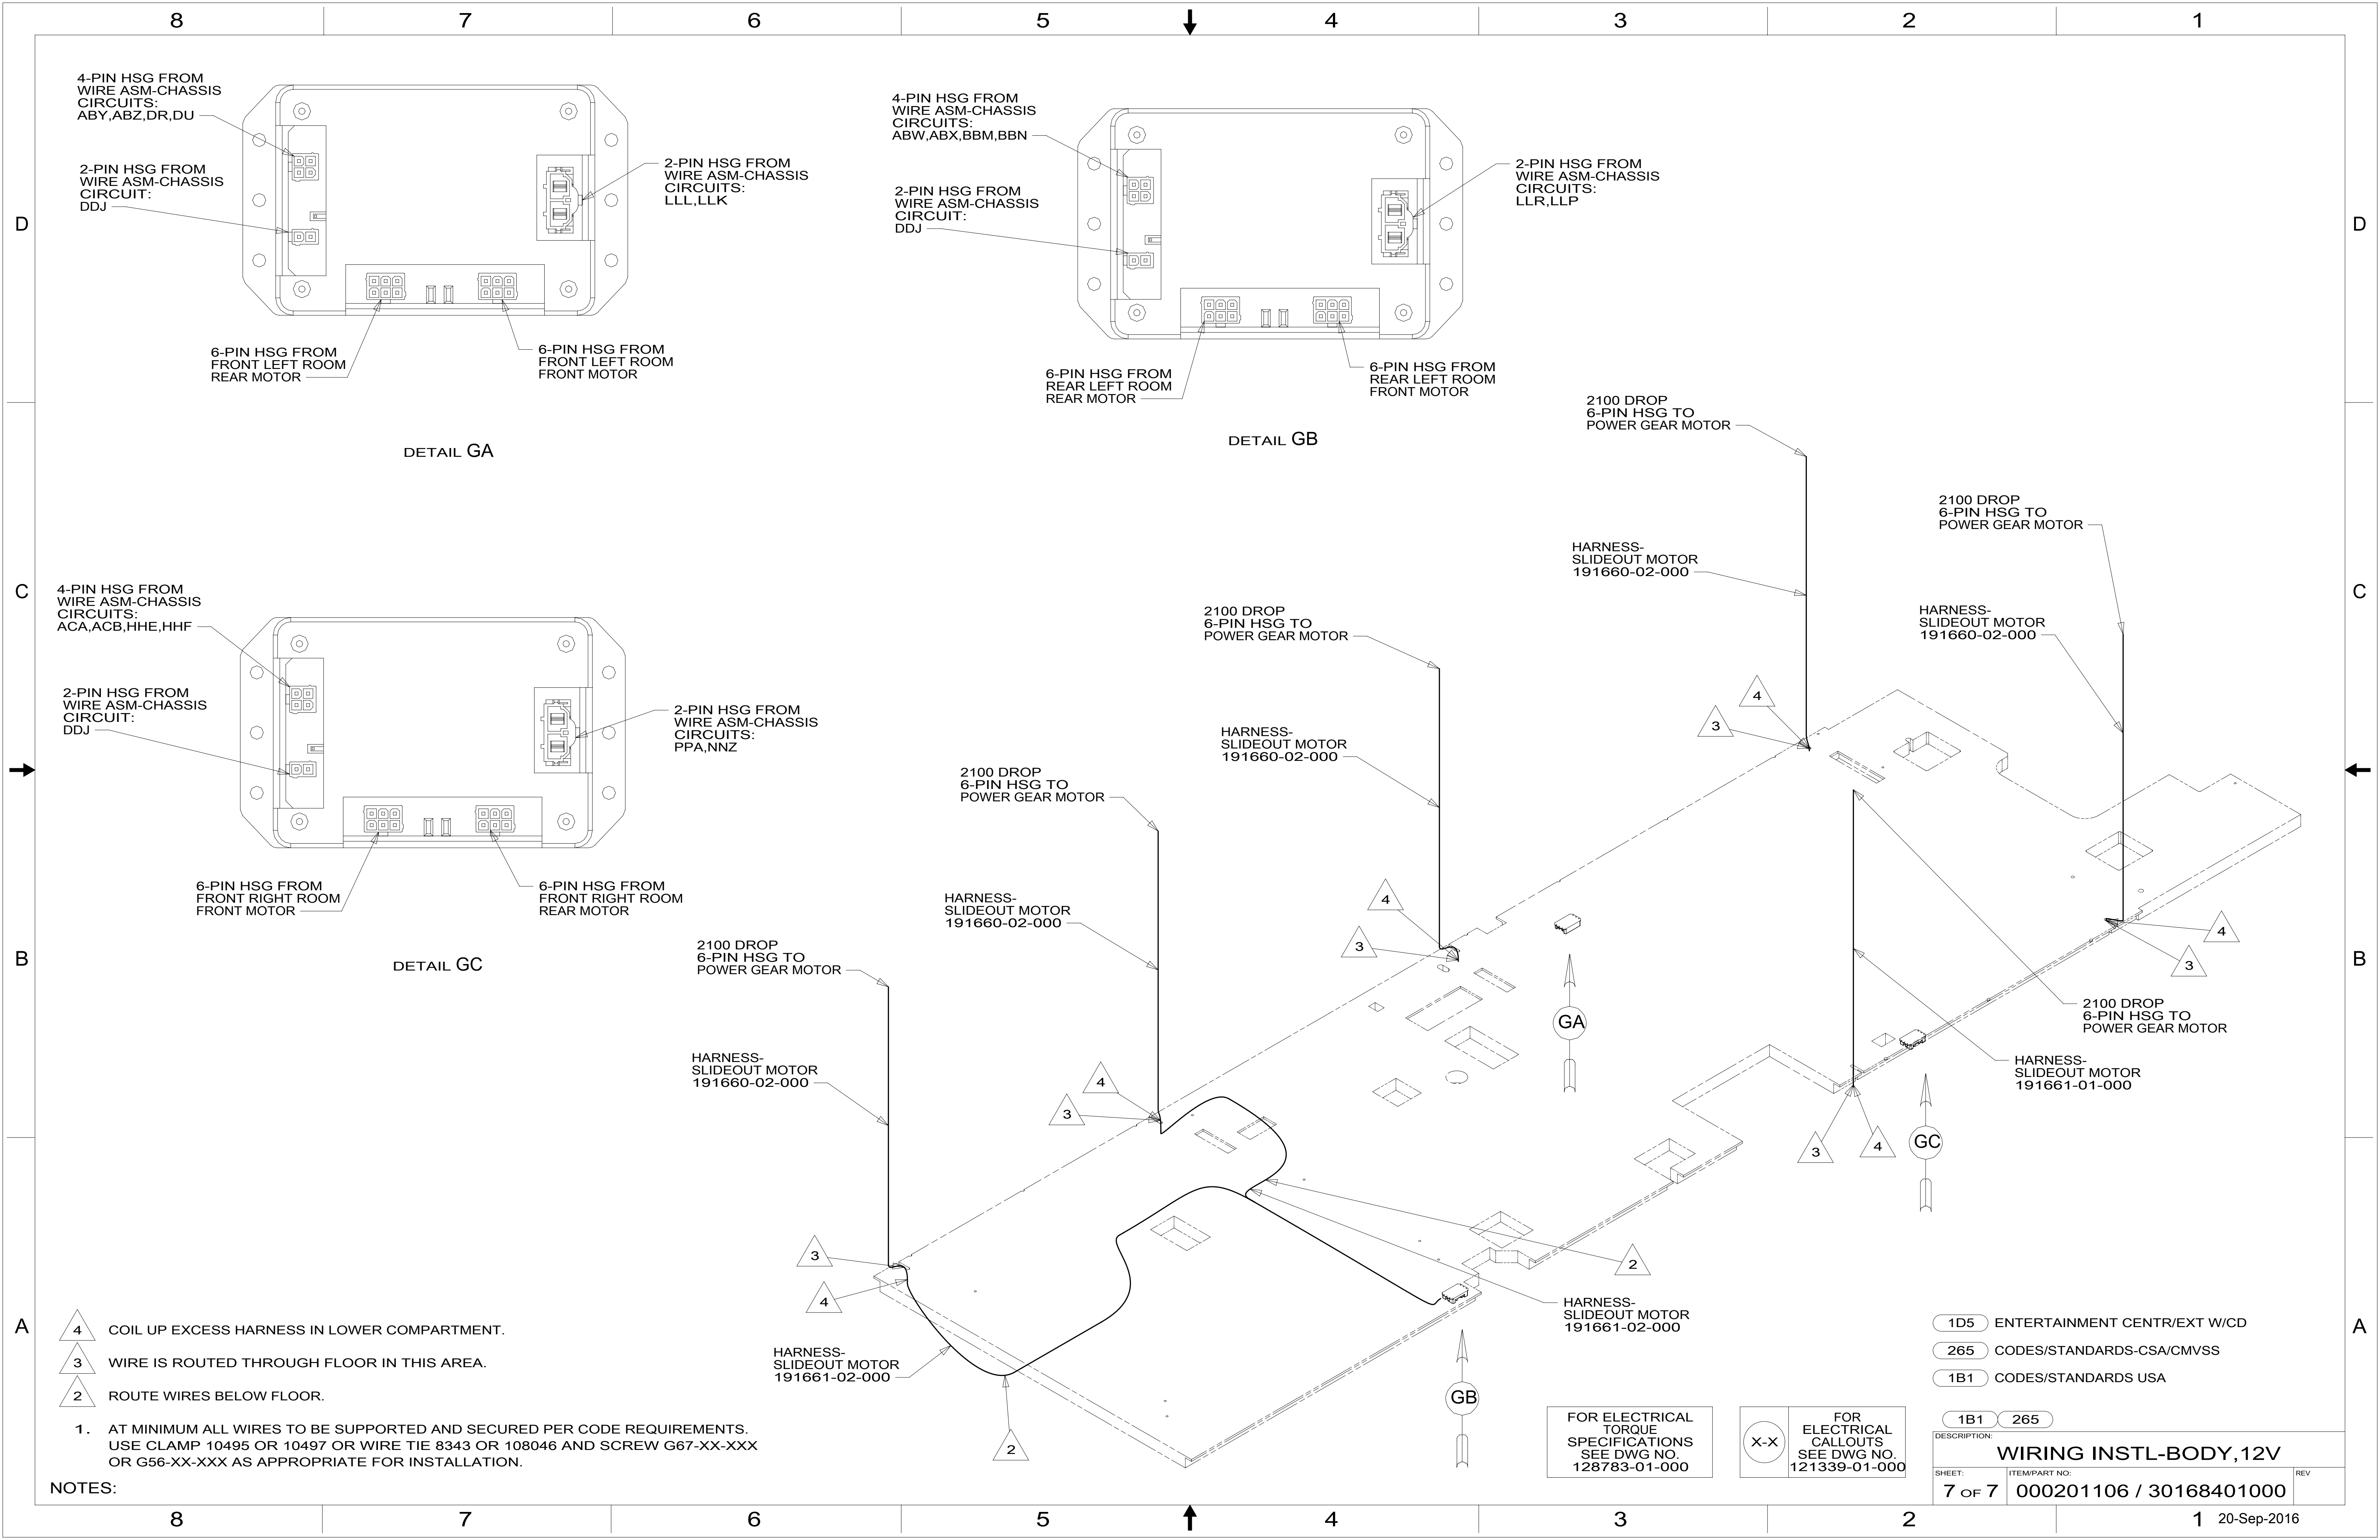 8 7 6 5 4 3 2 1
D
C
B
A
D
C
B
A
4-PIN HSG FROM
WIRE ASM-CHASSIS
CIRCUITS:
ABY,ABZ,DR,DU
2-PIN HSG FROM
WIRE ASM-CHASSIS
CIRCUIT:
DDJ
2-PIN HSG FROM
WIRE ASM-CHASSIS
CIRCUITS:
LLL,LLK
6-PIN HSG FROM
FRONT LEFT ROOM
REAR MOTOR
6-PIN HSG FROM
FRONT LEFT ROOM
FRONT MOTOR
DETAIL GA
4-PIN HSG FROM
WIRE ASM-CHASSIS
CIRCUITS:
ABW,ABX,BBM,BBN
2-PIN HSG FROM
WIRE ASM-CHASSIS
CIRCUIT:
DDJ
2-PIN HSG FROM
WIRE ASM-CHASSIS
CIRCUITS:
LLR,LLP
6-PIN HSG FROM
REAR LEFT ROOM
REAR MOTOR
6-PIN HSG FROM
REAR LEFT ROOM
FRONT MOTOR
DETAIL GB
4-PIN HSG FROM
WIRE ASM-CHASSIS
CIRCUITS:
ACA,ACB,HHE,HHF
2-PIN HSG FROM
WIRE ASM-CHASSIS
CIRCUIT:
DDJ
2-PIN HSG FROM
WIRE ASM-CHASSIS
CIRCUITS:
PPA,NNZ
6-PIN HSG FROM
FRONT RIGHT ROOM
FRONT MOTOR
6-PIN HSG FROM
FRONT RIGHT ROOM
REAR MOTOR
DETAIL GC
2100 DROP
6-PIN HSG TO
POWER GEAR MOTOR
HARNESS-
SLIDEOUT MOTOR
191660-02-000
4
3
2100 DROP
6-PIN HSG TO
POWER GEAR MOTOR
HARNESS-
SLIDEOUT MOTOR
191660-02-000
4
3
2100 DROP
6-PIN HSG TO
POWER GEAR MOTOR
HARNESS-
SLIDEOUT MOTOR
191660-02-000
4
3
2100 DROP
6-PIN HSG TO
POWER GEAR MOTOR
HARNESS-
SLIDEOUT MOTOR
191660-02-000
4
3
2100 DROP
6-PIN HSG TO
POWER GEAR MOTOR
HARNESS-
SLIDEOUT MOTOR
191660-02-000
3
4
2100 DROP
6-PIN HSG TO
POWER GEAR MOTOR
HARNESS-
SLIDEOUT MOTOR
191661-01-000
3
4
GA
GC
GB
2
HARNESS-
SLIDEOUT MOTOR
191661-02-000
HARNESS-
SLIDEOUT MOTOR
191661-02-000
2
4 COIL UP EXCESS HARNESS IN LOWER COMPARTMENT.
3 WIRE IS ROUTED THROUGH FLOOR IN THIS AREA.
2 ROUTE WIRES BELOW FLOOR.
1. AT MINIMUM ALL WIRES TO BE SUPPORTED AND SECURED PER CODE REQUIREMENTS.
USE CLAMP 10495 OR 10497 OR WIRE TIE 8343 OR 108046 AND SCREW G67-XX-XXX
OR G56-XX-XXX AS APPROPRIATE FOR INSTALLATION.
NOTES:
FOR ELECTRICAL
TORQUE
SPECIFICATIONS
SEE DWG NO.
128783-01-000
X-X
FOR
ELECTRICAL
CALLOUTS
SEE DWG NO.
121339-01-000
1D5 ENTERTAINMENT CENTR/EXT W/CD
265 CODES/STANDARDS-CSA/CMVSS
1B1 CODES/STANDARDS USA
1B1 265
DESCRIPTION:
WIRING INSTL-BODY,12V
SHEET: ITEM/PART NO: REV
7 OF 7 000201106 / 30168401000
8 7 6 5 4 3 2 1
20-Sep-2016